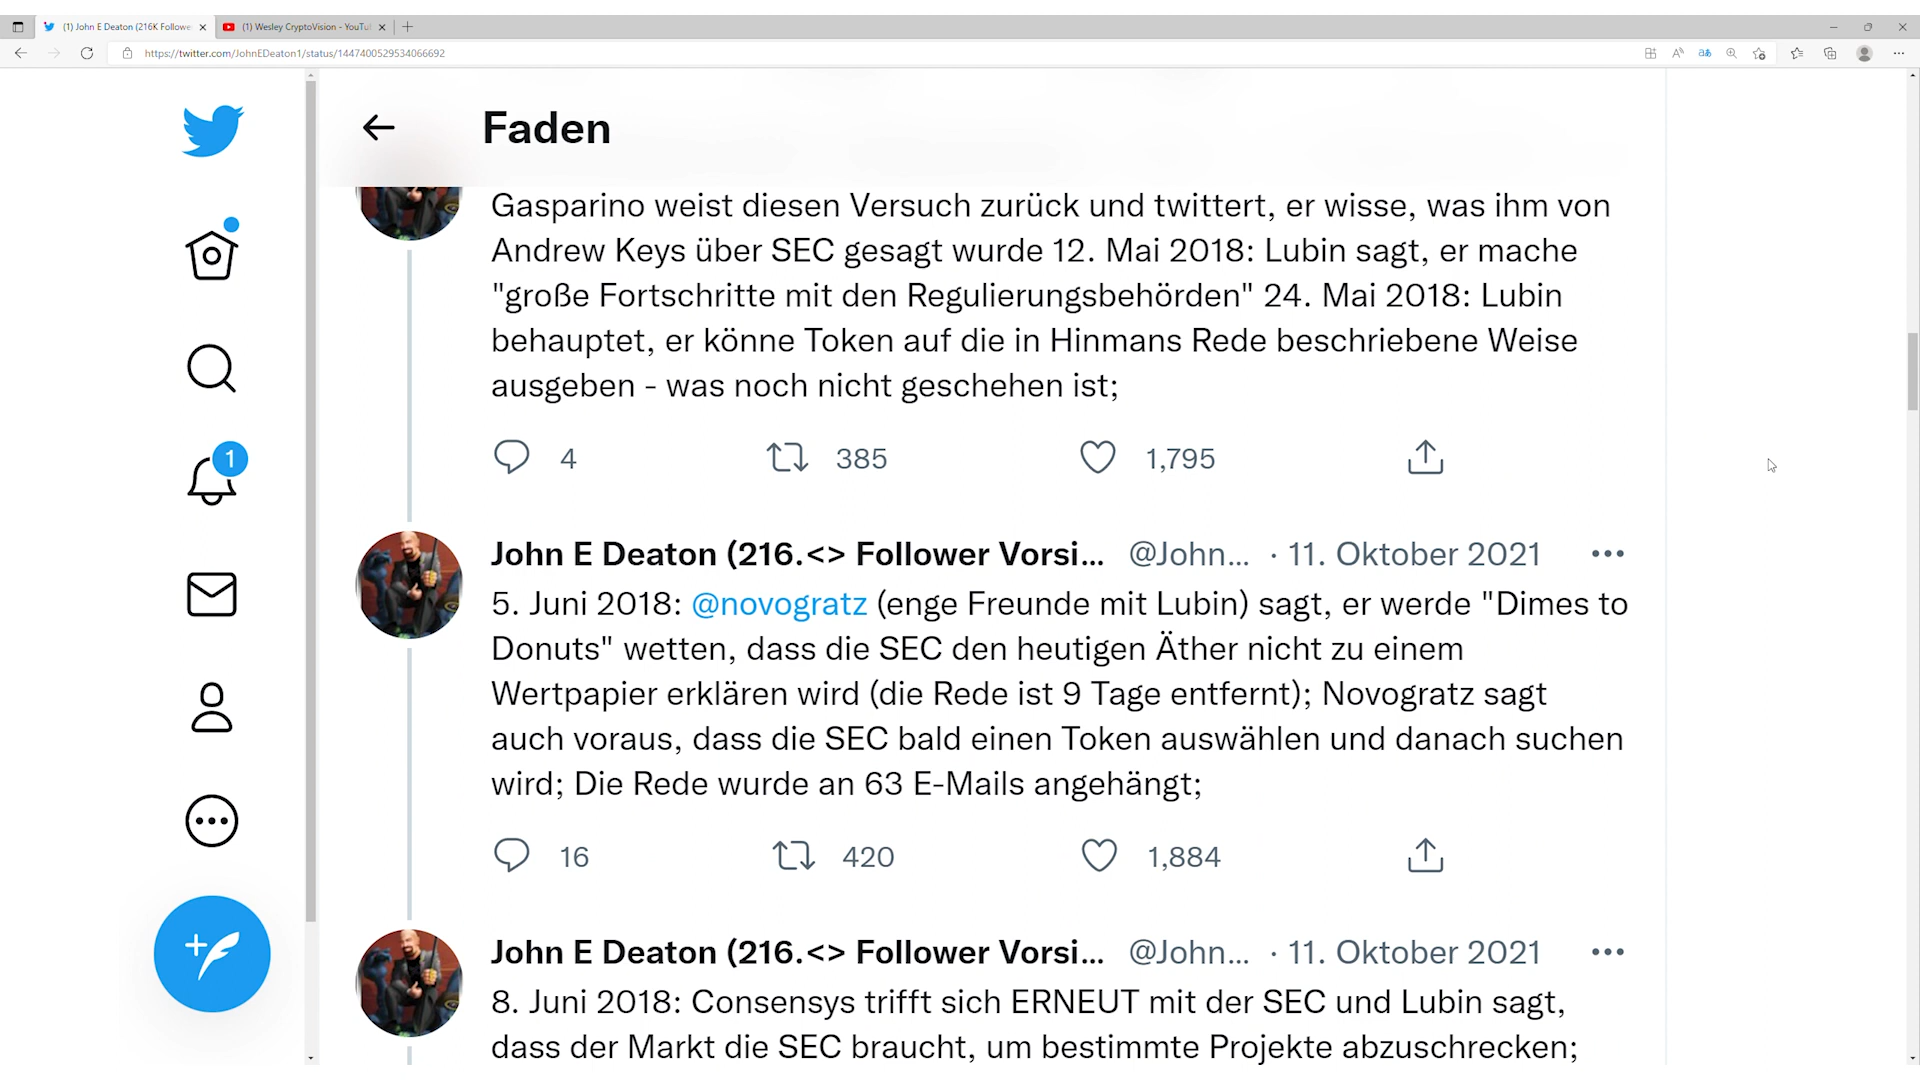 (1) John E Deaton (216K Followe
(1) Wesley CryptoVision - YouTu
https://twitter.com/JohnEDeaton1/status/1447400529534066692
Faden
Gasparino weist diesen Versuch zurück und twittert, er wisse, was ihm von
Andrew Keys über SEC gesagt wurde 12. Mai 2018: Lubin sagt, er mache
"große Fortschritte mit den Regulierungsbehörden" 24. Mai 2018: Lubin
behauptet, er könne Token auf die in Hinmans Rede beschriebene Weise
ausgeben - was noch nicht geschehen ist;
4 385 1,795
1
John E Deaton (216.<> Follower Vorsi... @John... · 11. Oktober 2021
5. Juni 2018: @novogratz (enge Freunde mit Lubin) sagt, er werde "Dimes to
Donuts" wetten, dass die SEC den heutigen Äther nicht zu einem
Wertpapier erklären wird (die Rede ist 9 Tage entfernt); Novogratz sagt
auch voraus, dass die SEC bald einen Token auswählen und danach suchen
wird; Die Rede wurde an 63 E-Mails angehängt;
16 420 1,884
John E Deaton (216.<> Follower Vorsi... @John... · 11. Oktober 2021
8. Juni 2018: Consensys trifft sich ERNEUT mit der SEC und Lubin sagt,
dass der Markt die SEC braucht, um bestimmte Projekte abzuschrecken;